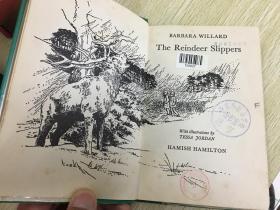 BARBARA WILLARD
The Reindeer Slippers
With illustrations by
TESSA JORDAN
HAMISH HAMILTON